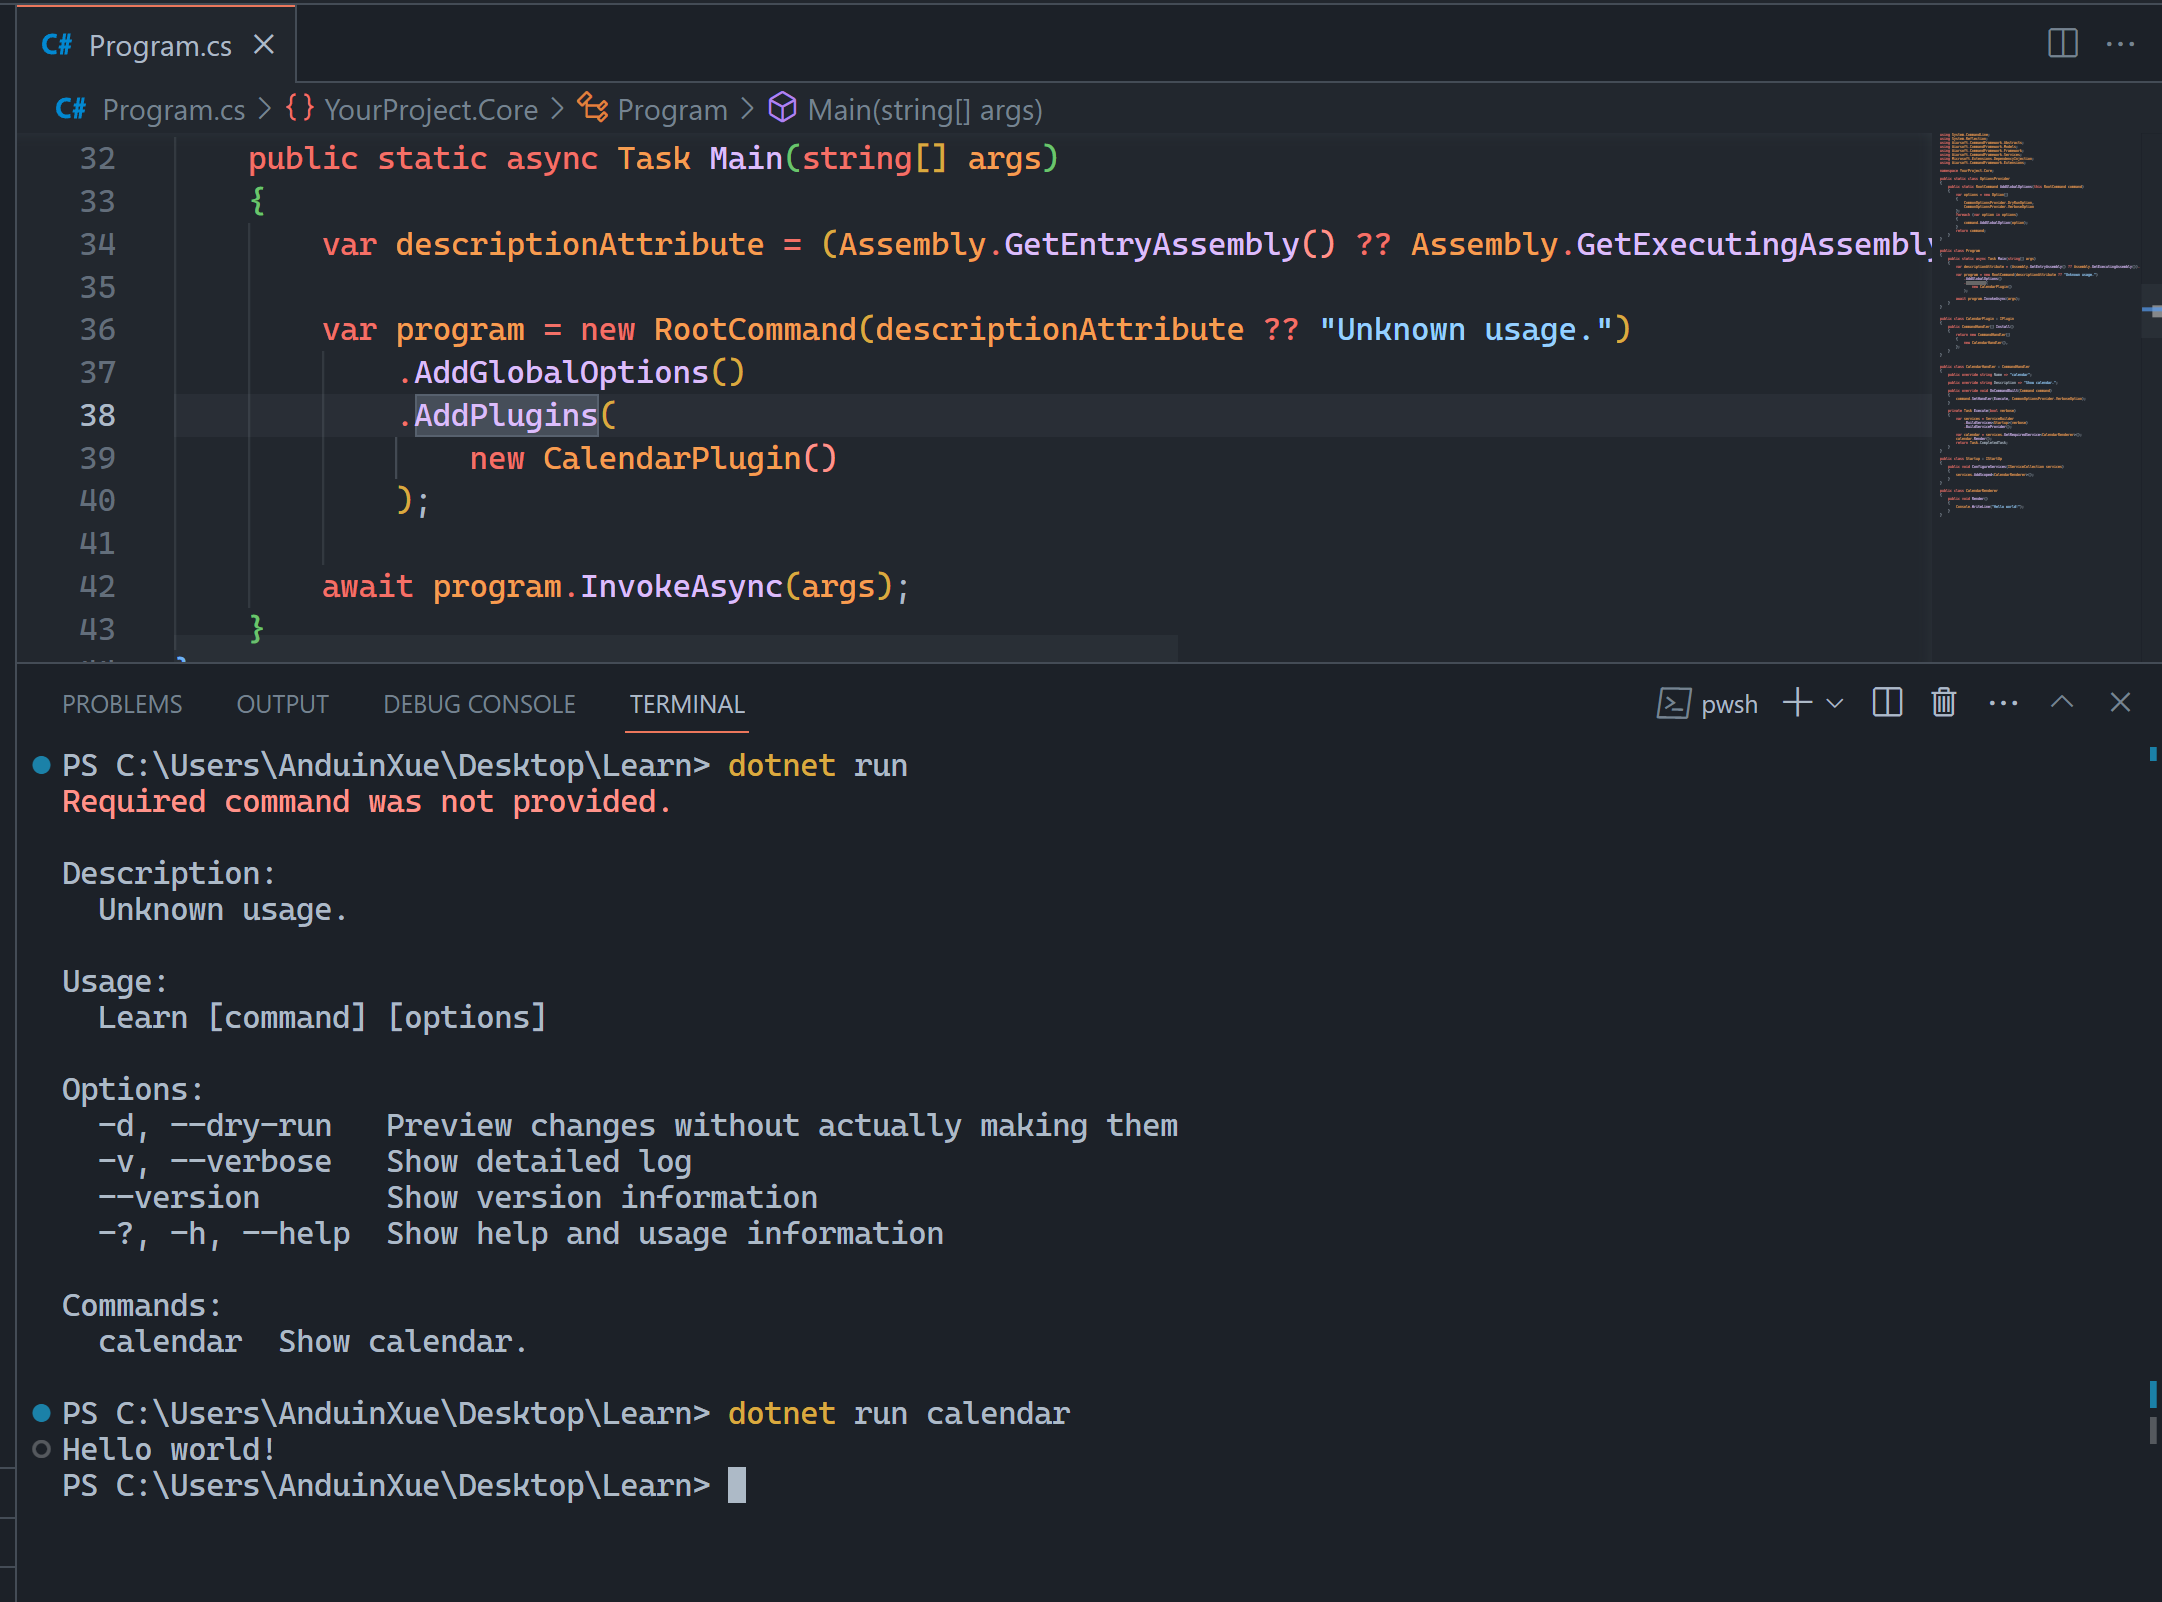 C# Program.cs
C# Program.cs > {} YourProject.Core > Program > Main(string[] args)
32 public static async Task Main(string[] args)
33 {
34 var descriptionAttribute = (Assembly.GetEntryAssembly() ?? Assembly.GetExecutingAssembly
35
36 var program = new RootCommand(descriptionAttribute ?? "Unknown usage.")
37 .AddGlobalOptions()
38 .AddPlugins(
39 new CalendarPlugin()
40 );
41
42 await program.InvokeAsync(args);
43 }
PROBLEMS OUTPUT DEBUG CONSOLE TERMINAL pwsh
PS C:\Users\AnduinXue\Desktop\Learn> dotnet run
Required command was not provided.
Description:
Unknown usage.
Usage:
Learn [command] [options]
Options:
-d, --dry-run Preview changes without actually making them
-v, --verbose Show detailed log
--version Show version information
-?, -h, --help Show help and usage information
Commands:
calendar Show calendar.
PS C:\Users\AnduinXue\Desktop\Learn> dotnet run calendar
Hello world!
PS C:\Users\AnduinXue\Desktop\Learn>